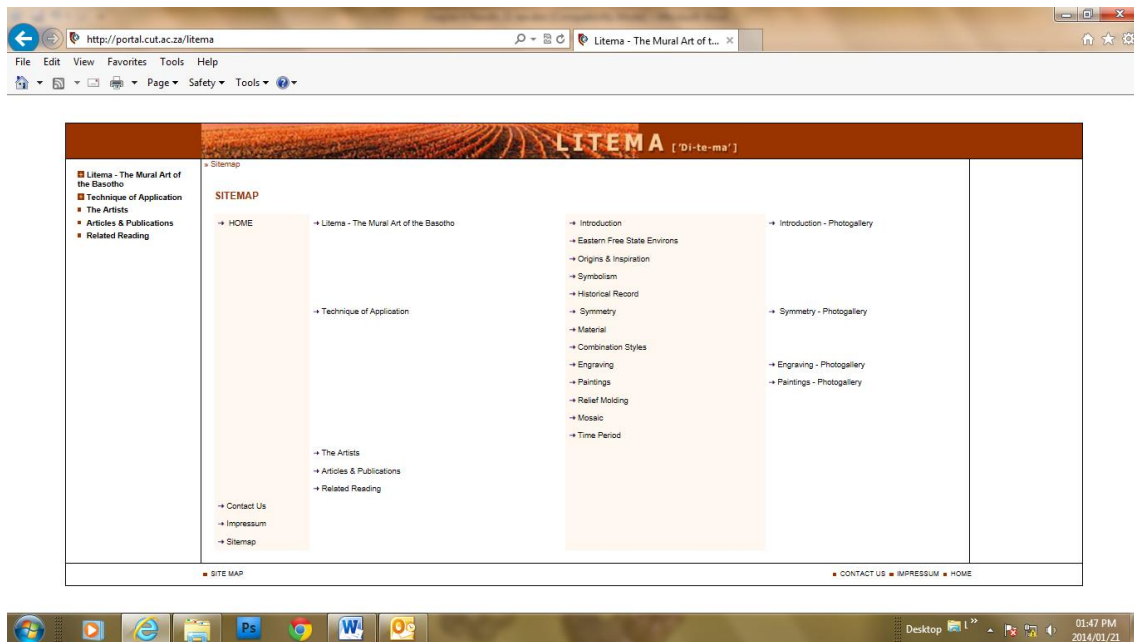 http://portal.cut.ac.za/litema
Litema - The Mural Art of t...
File Edit View Favorites Tools Help
Page Safety Tools
LITEMA ['Di-te-ma']
» Sitemap
Litema - The Mural Art of
the Basotho
Technique of Application
The Artists
Articles & Publications
Related Reading
SITEMAP
→ HOME → Litema - The Mural Art of the Basotho → Introduction → Introduction - Photogallery
→ Eastern Free State Environs
→ Origins & Inspiration
→ Symbolism
→ Historical Record
→ Technique of Application → Symmetry → Symmetry - Photogallery
→ Material
→ Combination Styles
→ Engraving → Engraving - Photogallery
→ Paintings → Paintings - Photogallery
→ Relief Molding
→ Mosaic
→ Time Period
→ The Artists
→ Articles & Publications
→ Related Reading
→ Contact Us
→ Impressum
→ Sitemap
SITE MAP CONTACT US IMPRESSUM HOME
Ps
Desktop
01:47 PM
2014/01/21